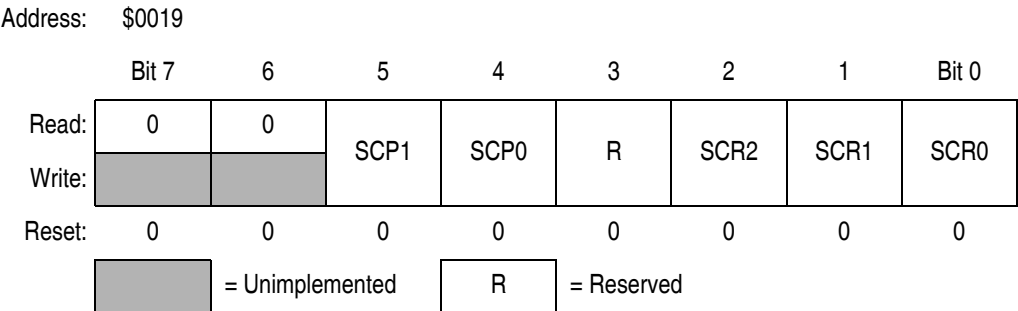 Address: $0019
Bit 7 6 5 4 3 2 1 Bit 0
Read: 0 0 SCP1 SCP0 R SCR2 SCR1 SCR0
Write:
Reset: 0 0 0 0 0 0 0 0
= Unimplemented R = Reserved